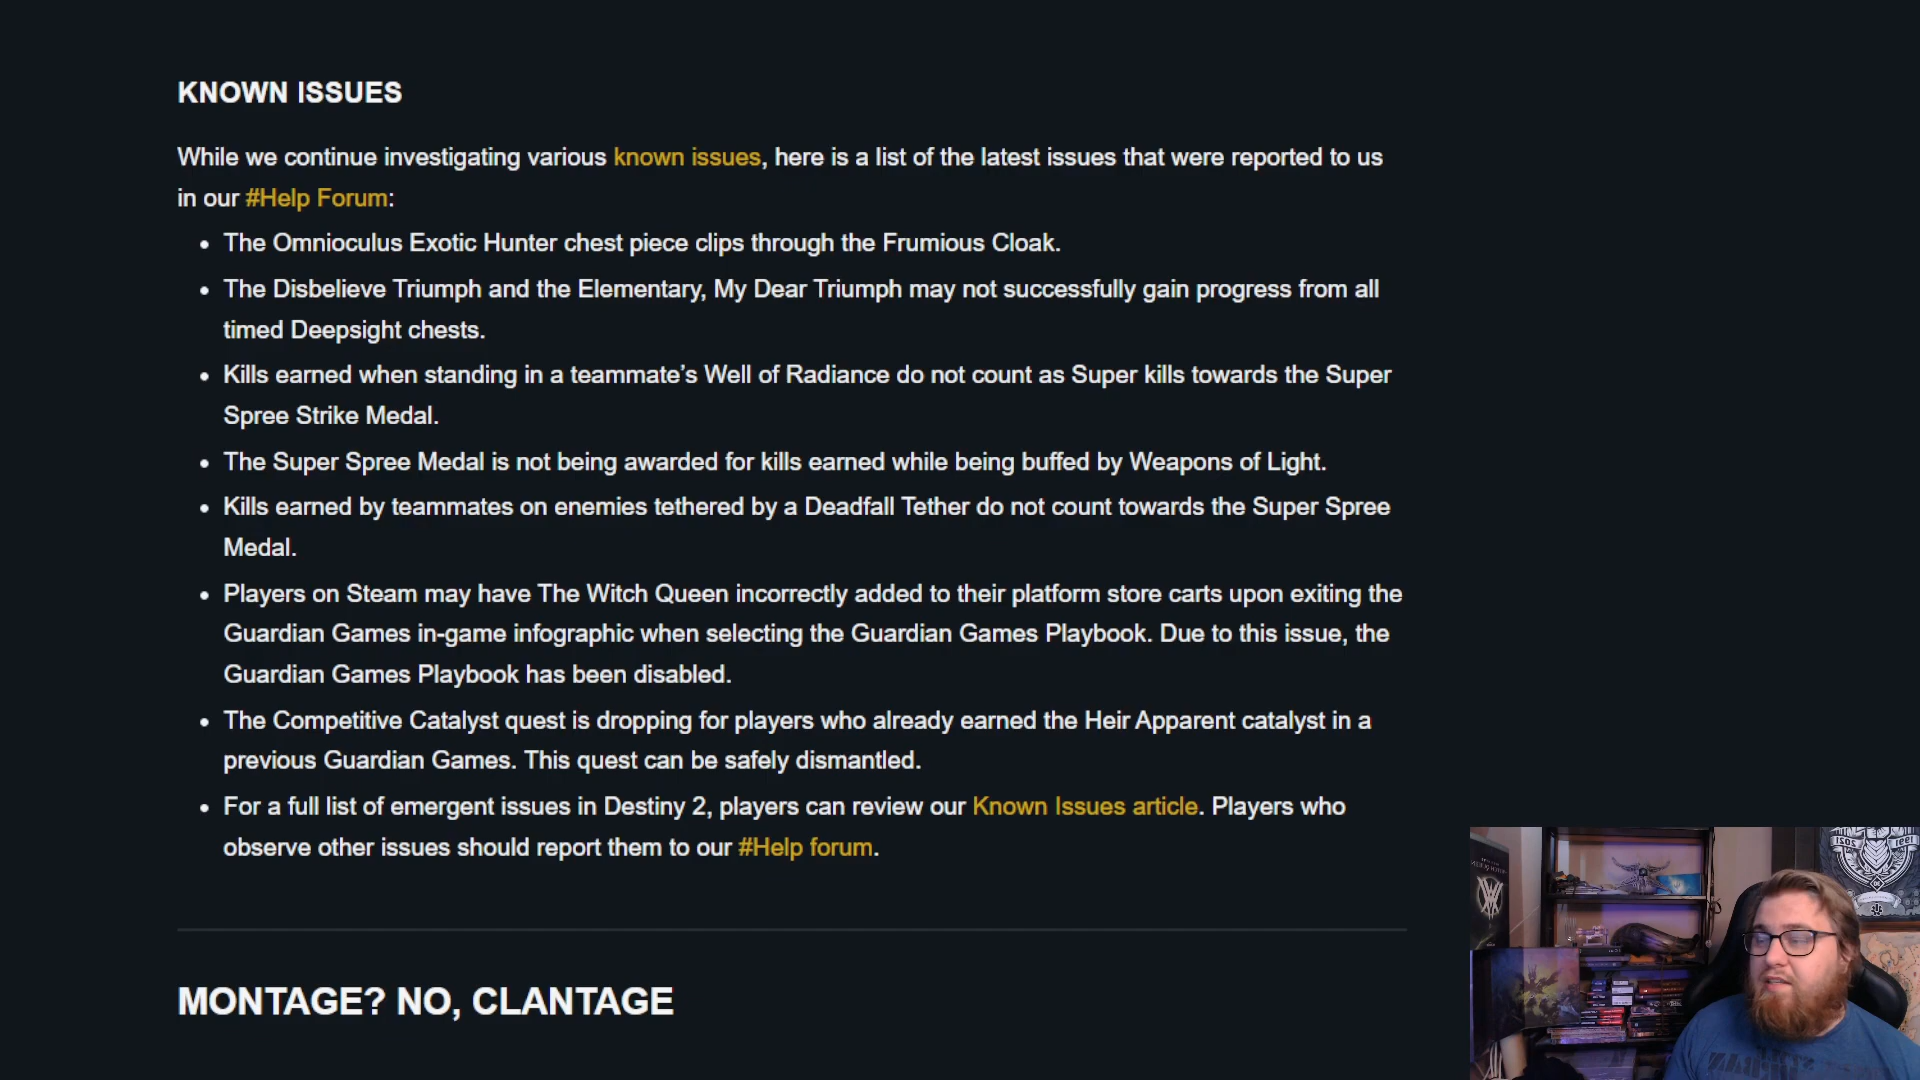 KNOWN ISSUES
While we continue investigating various known issues, here is a list of the latest issues that were reported to us
in our #Help Forum:
• The Omnioculus Exotic Hunter chest piece clips through the Frumious Cloak.
• The Disbelieve Triumph and the Elementary, My Dear Triumph may not successfully gain progress from all
timed Deepsight chests.
• Kills earned when standing in a teammate’s Well of Radiance do not count as Super kills towards the Super
Spree Strike Medal.
• The Super Spree Medal is not being awarded for kills earned while being buffed by Weapons of Light.
• Kills earned by teammates on enemies tethered by a Deadfall Tether do not count towards the Super Spree
Medal.
• Players on Steam may have The Witch Queen incorrectly added to their platform store carts upon exiting the
Guardian Games in-game infographic when selecting the Guardian Games Playbook. Due to this issue, the
Guardian Games Playbook has been disabled.
• The Competitive Catalyst quest is dropping for players who already earned the Heir Apparent catalyst in a
previous Guardian Games. This quest can be safely dismantled.
• For a full list of emergent issues in Destiny 2, players can review our Known Issues article. Players who
observe other issues should report them to our #Help forum.
MONTAGE? NO, CLANTAGE